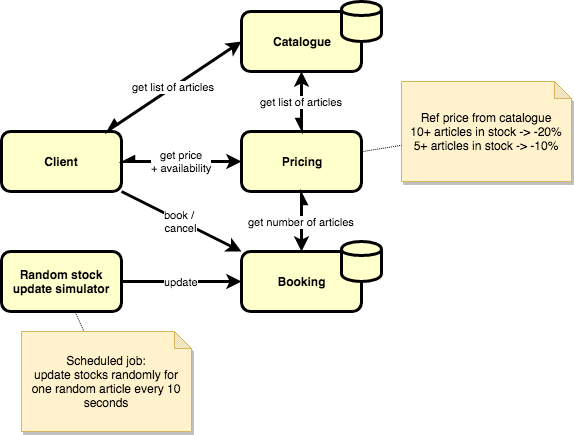 Catalogue
get list of articles
get list of articles
Ref price from catalogue
10+ articles in stock -> -20%
5+ articles in stock -> -10%
Client
get price
+ availability
Pricing
book /
cancel
get number of articles
Random stock
update simulator
update
Booking
Scheduled job:
update stocks randomly for
one random article every 10
seconds